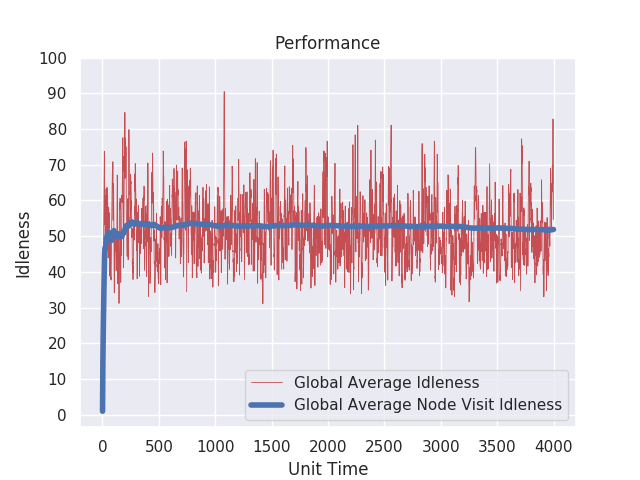 Performance
100
90
80
70
60
50
40
30
20
10
0
Idleness
Global Average Idleness
Global Average Node Visit Idleness
0 500 1000 1500 2000 2500 3000 3500 4000
Unit Time